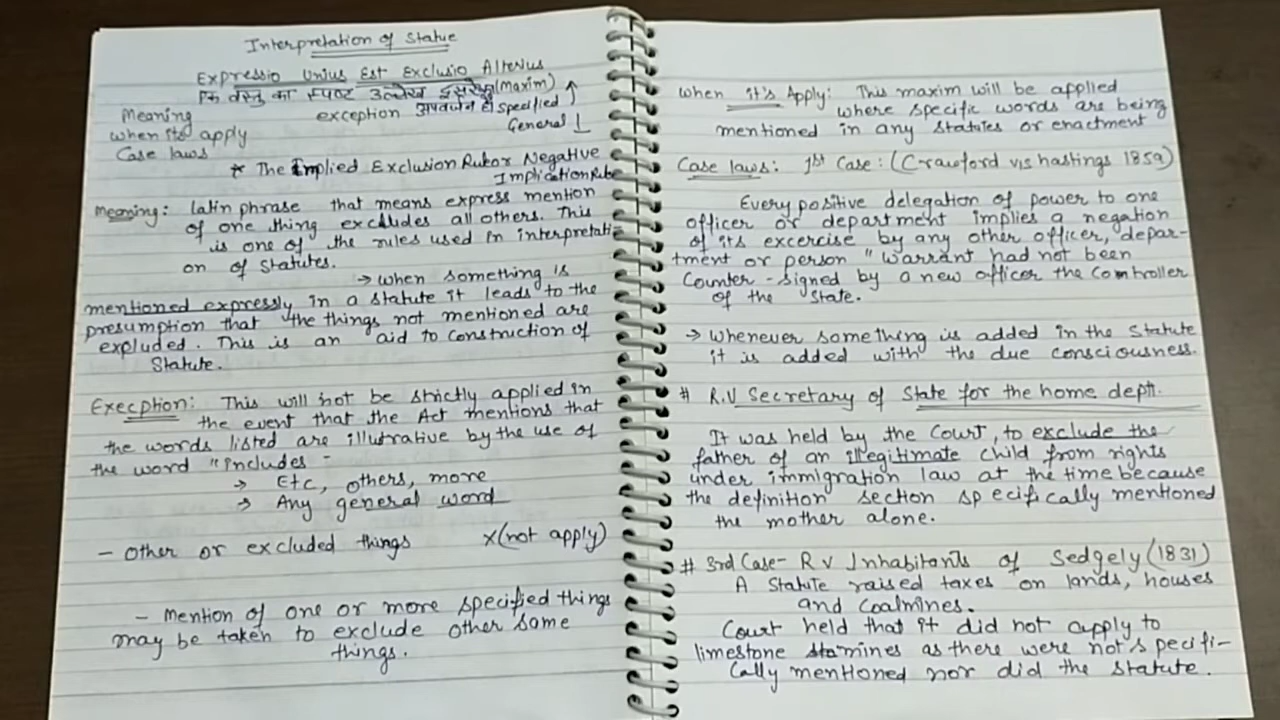 Interpretation of Statue
Expressio Unius Est Exclusio Alterius
एक वस्तु का स्पष्ट उल्लेख दूसरे का (Maxim) ↑
Meaning exception अपवर्जन है specified
when its apply General ↓
Case laws
* The Implied Exclusion Rule or Negative
Implication Rule
Meaning: latin phrase that means express mention
of one thing excludes all others. This
is one of the rules used in interpretati-
on of Statutes.
→ when something is
mentioned expressly in a statute it leads to the
presumption that the things not mentioned are
expluded. This is an aid to construction of
Statute.
Execption: This will not be strictly applied in
the event that the Act mentions that
the words listed are illutrative by the use of
the word "includes -
→ Etc, others, more
→ Any general word
- Other or excluded things x(not apply)
- Mention of one or more specified things
may be taken to exclude other same
things.
when it's Apply: This maxim will be applied
where specific words are being
mentioned in any Statutes or enactment
Case laws: 1st Case: (Crawford v|s hastings 1859)
Every positive delegation of power to one
officer or department implies a negation
of its excercise by any other officer, depar-
tment or person "warrant had not been
Counter-signed by a new officer the Controller
of the State.
→ Whenever something is added in the Statute
it is added with the due consciousness.
# R.V Secretary of State for the home deptt.
It was held by the Court, to exclude the
father of an illegitimate child from rights
under immigration law at the time because
the definition section specifically mentioned
the mother alone.
# 3rd Case- R V Inhabitants of Sedgely (1831)
A Statute raised taxes on lands, houses
and Coalmines.
Court held that it did not apply to
limestone mines as there were not specifi-
cally mentioned nor did the statute.